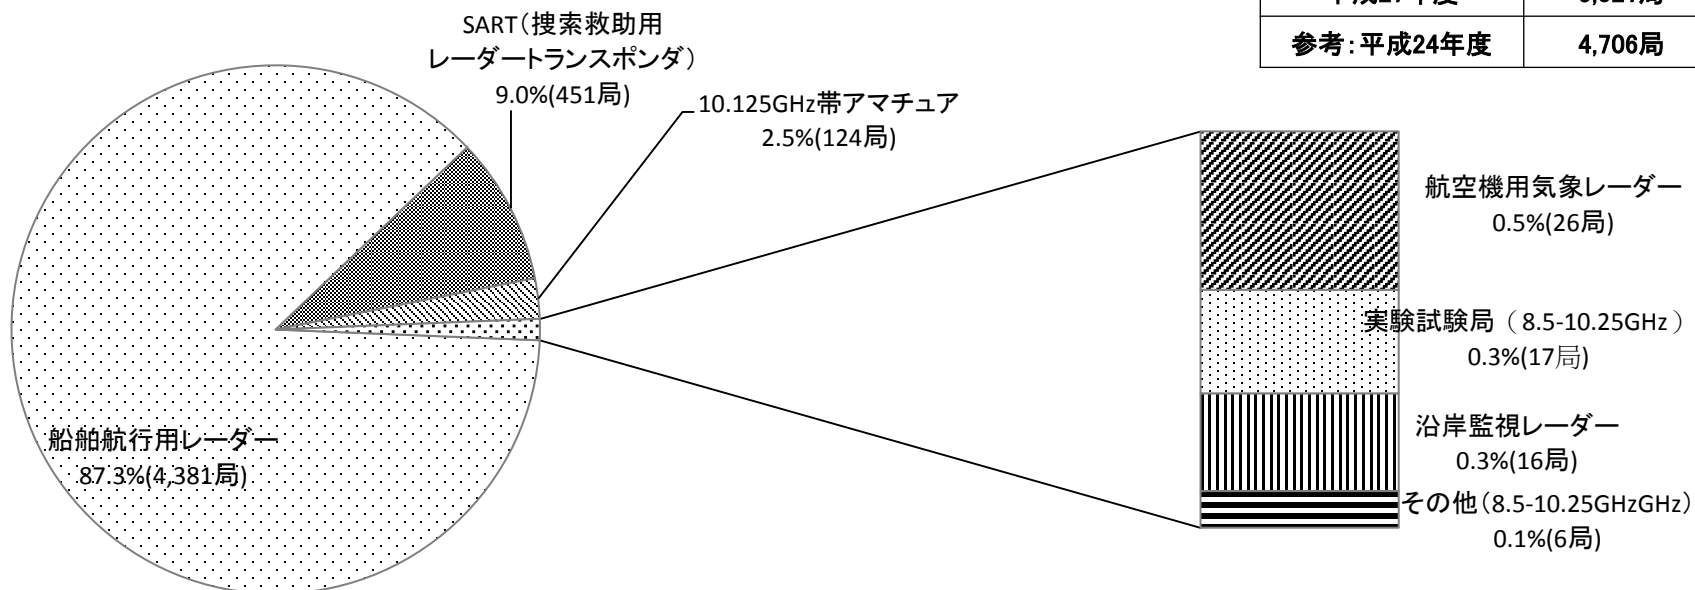 参考：平成24年度 4,706局
SART（捜索救助用
レーダートランスポンダ）
9.0%(451局)
10.125GHz帯アマチュア
2.5%(124局)
航空機用気象レーダー
0.5%(26局)
実験試験局（8.5-10.25GHz）
0.3%(17局)
船舶航行用レーダー
87.3%(4,381局)
沿岸監視レーダー
0.3%(16局)
その他（8.5-10.25GHzGHz）
0.1%(6局)